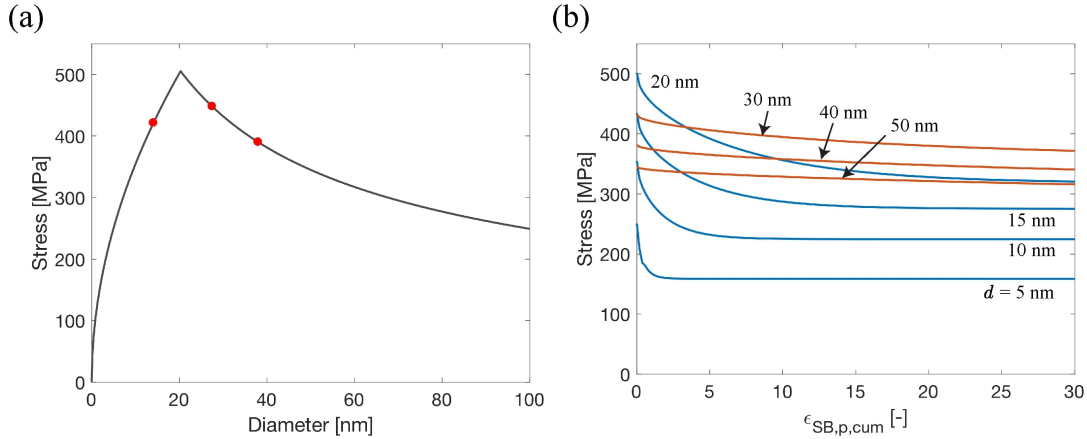 (a)
Stress [MPa]
500
400
300
200
100
0
0 20 40 60 80 100
Diameter [nm]
(b)
Stress [MPa]
500
400
300
200
100
0
20 nm
30 nm
40 nm
50 nm
15 nm
10 nm
d = 5 nm
0 5 10 15 20 25 30
ϵSB,p,cum [-]